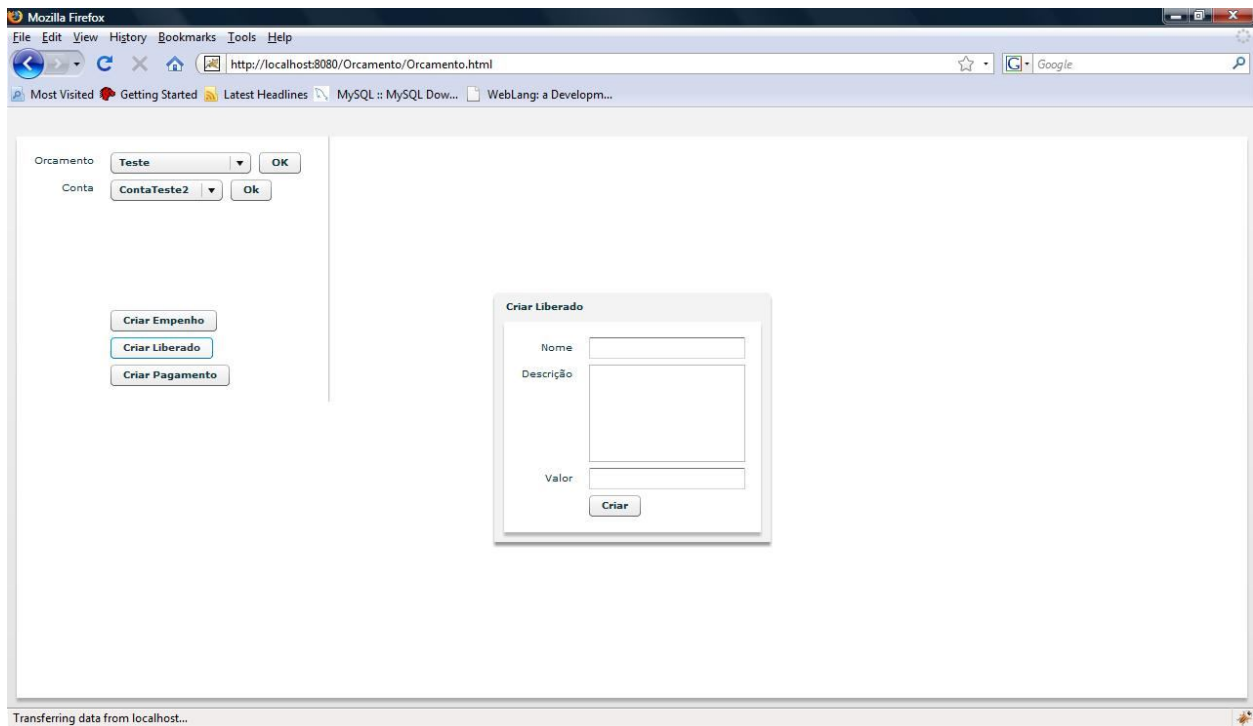 Mozilla Firefox
File Edit View History Bookmarks Tools Help
http://localhost:8080/Orcamento/Orcamento.html
G Google
Most Visited Getting Started Latest Headlines MySQL :: MySQL Dow... WebLang: a Developm...
Orcamento Teste OK
Conta ContaTeste2 Ok
Criar Empenho
Criar Liberado
Criar Pagamento
Criar Liberado
Nome
Descrição
Valor
Criar
Transferring data from localhost...